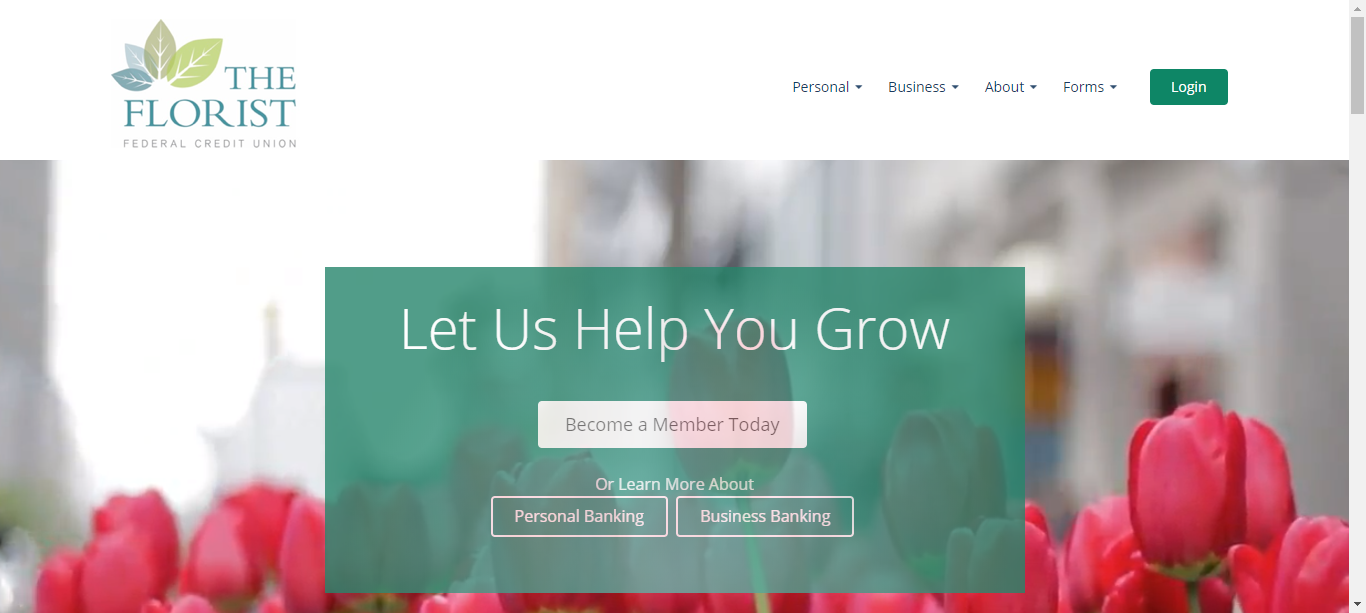 THE
FLORIST
FEDERAL CREDIT UNION
Personal Business About Forms Login
Let Us Help You Grow
Become a Member Today
Or Learn More About
Personal Banking Business Banking